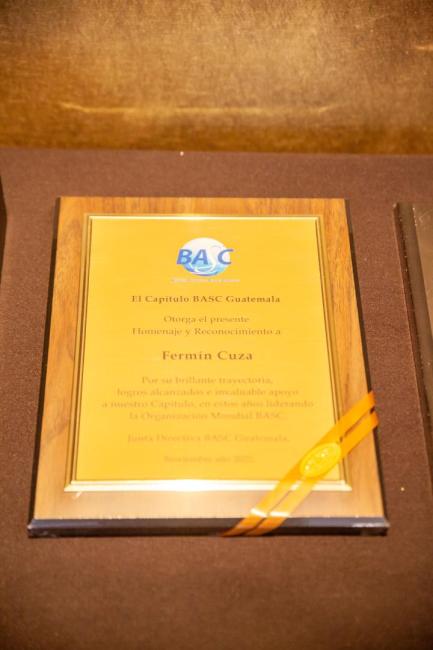 BASC
El Capítulo BASC Guatemala
Otorga el presente
Homenaje y Reconocimiento a
Fermín Cuza
Por su brillante trayectoria,
logros alcanzados e invaluable apoyo
a nuestro Capítulo, en estos años liderando
la Organización Mundial BASC.
Junta Directiva BASC Guatemala,